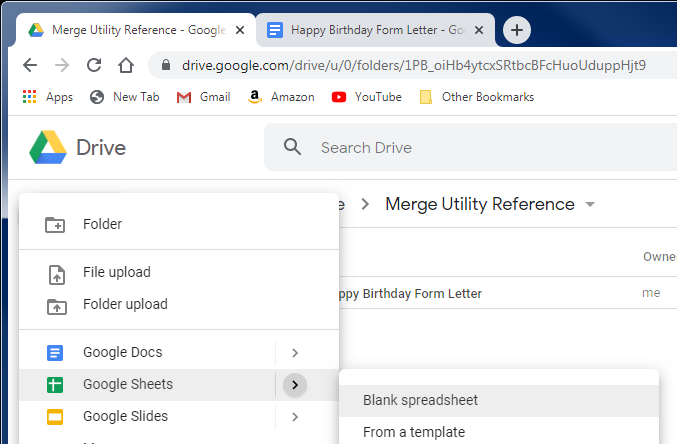 Merge Utility Reference - Google
Happy Birthday Form Letter - Goo
drive.google.com/drive/u/0/folders/1PB_oiHb4ytcxSRtbcBFcHuoUduppHjt9
Apps New Tab Gmail Amazon YouTube Other Bookmarks
Drive Search Drive
e > Merge Utility Reference
Folder
Owne
File upload
Folder upload
ppy Birthday Form Letter me
Google Docs
Google Sheets
Blank spreadsheet
Google Slides
From a template